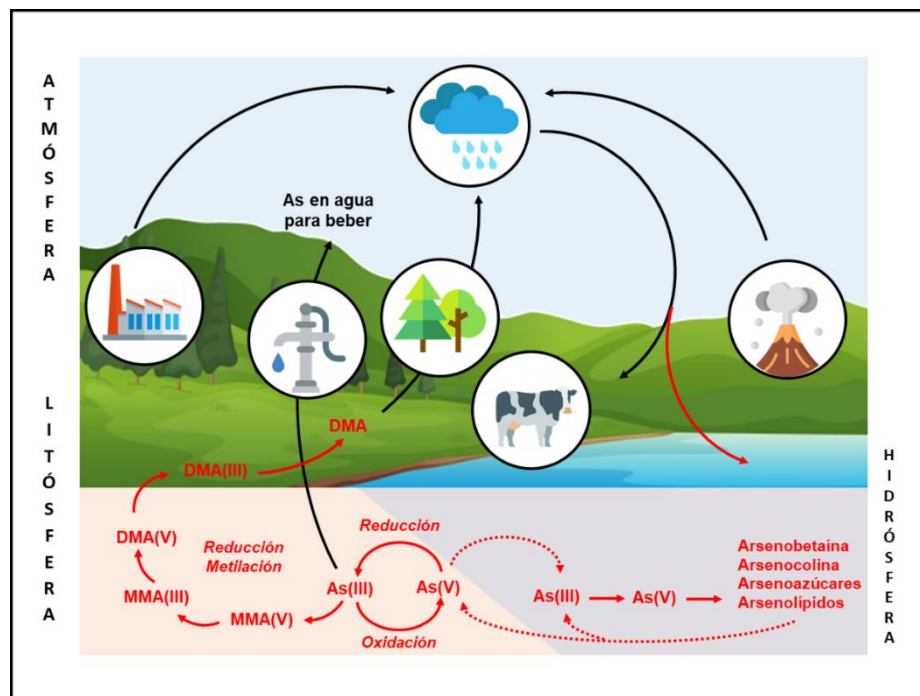 ATMÓSFERA
As en agua
para beber
LITÓSFERA
HIDRÓSFERA
DMA
DMA(III)
DMA(V)
Reducción
Metilación
MMA(III)
MMA(V)
Reducción
As(III)
As(V)
Oxidación
As(III)
As(V)
Arsenobetaína
Arsenocolina
Arsenoazúcares
Arsenolípidos